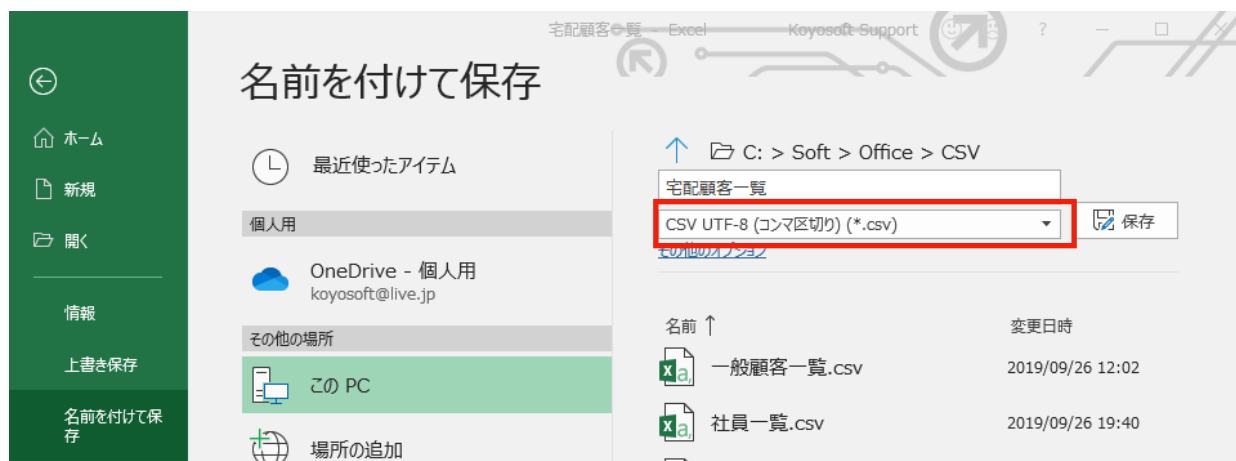 宅配顧客一覧 - Excel
Koyosoft Support
?
名前を付けて保存
ホーム
新規
開く
情報
上書き保存
名前を付けて保
存
最近使ったアイテム
個人用
OneDrive - 個人用
koyosoft@live.jp
その他の場所
この PC
場所の追加
C: > Soft > Office > CSV
宅配顧客一覧
CSV UTF-8 (コンマ区切り) (*.csv)
保存
その他のオプション
名前 ↑ 変更日時
一般顧客一覧.csv 2019/09/26 12:02
社員一覧.csv 2019/09/26 19:40